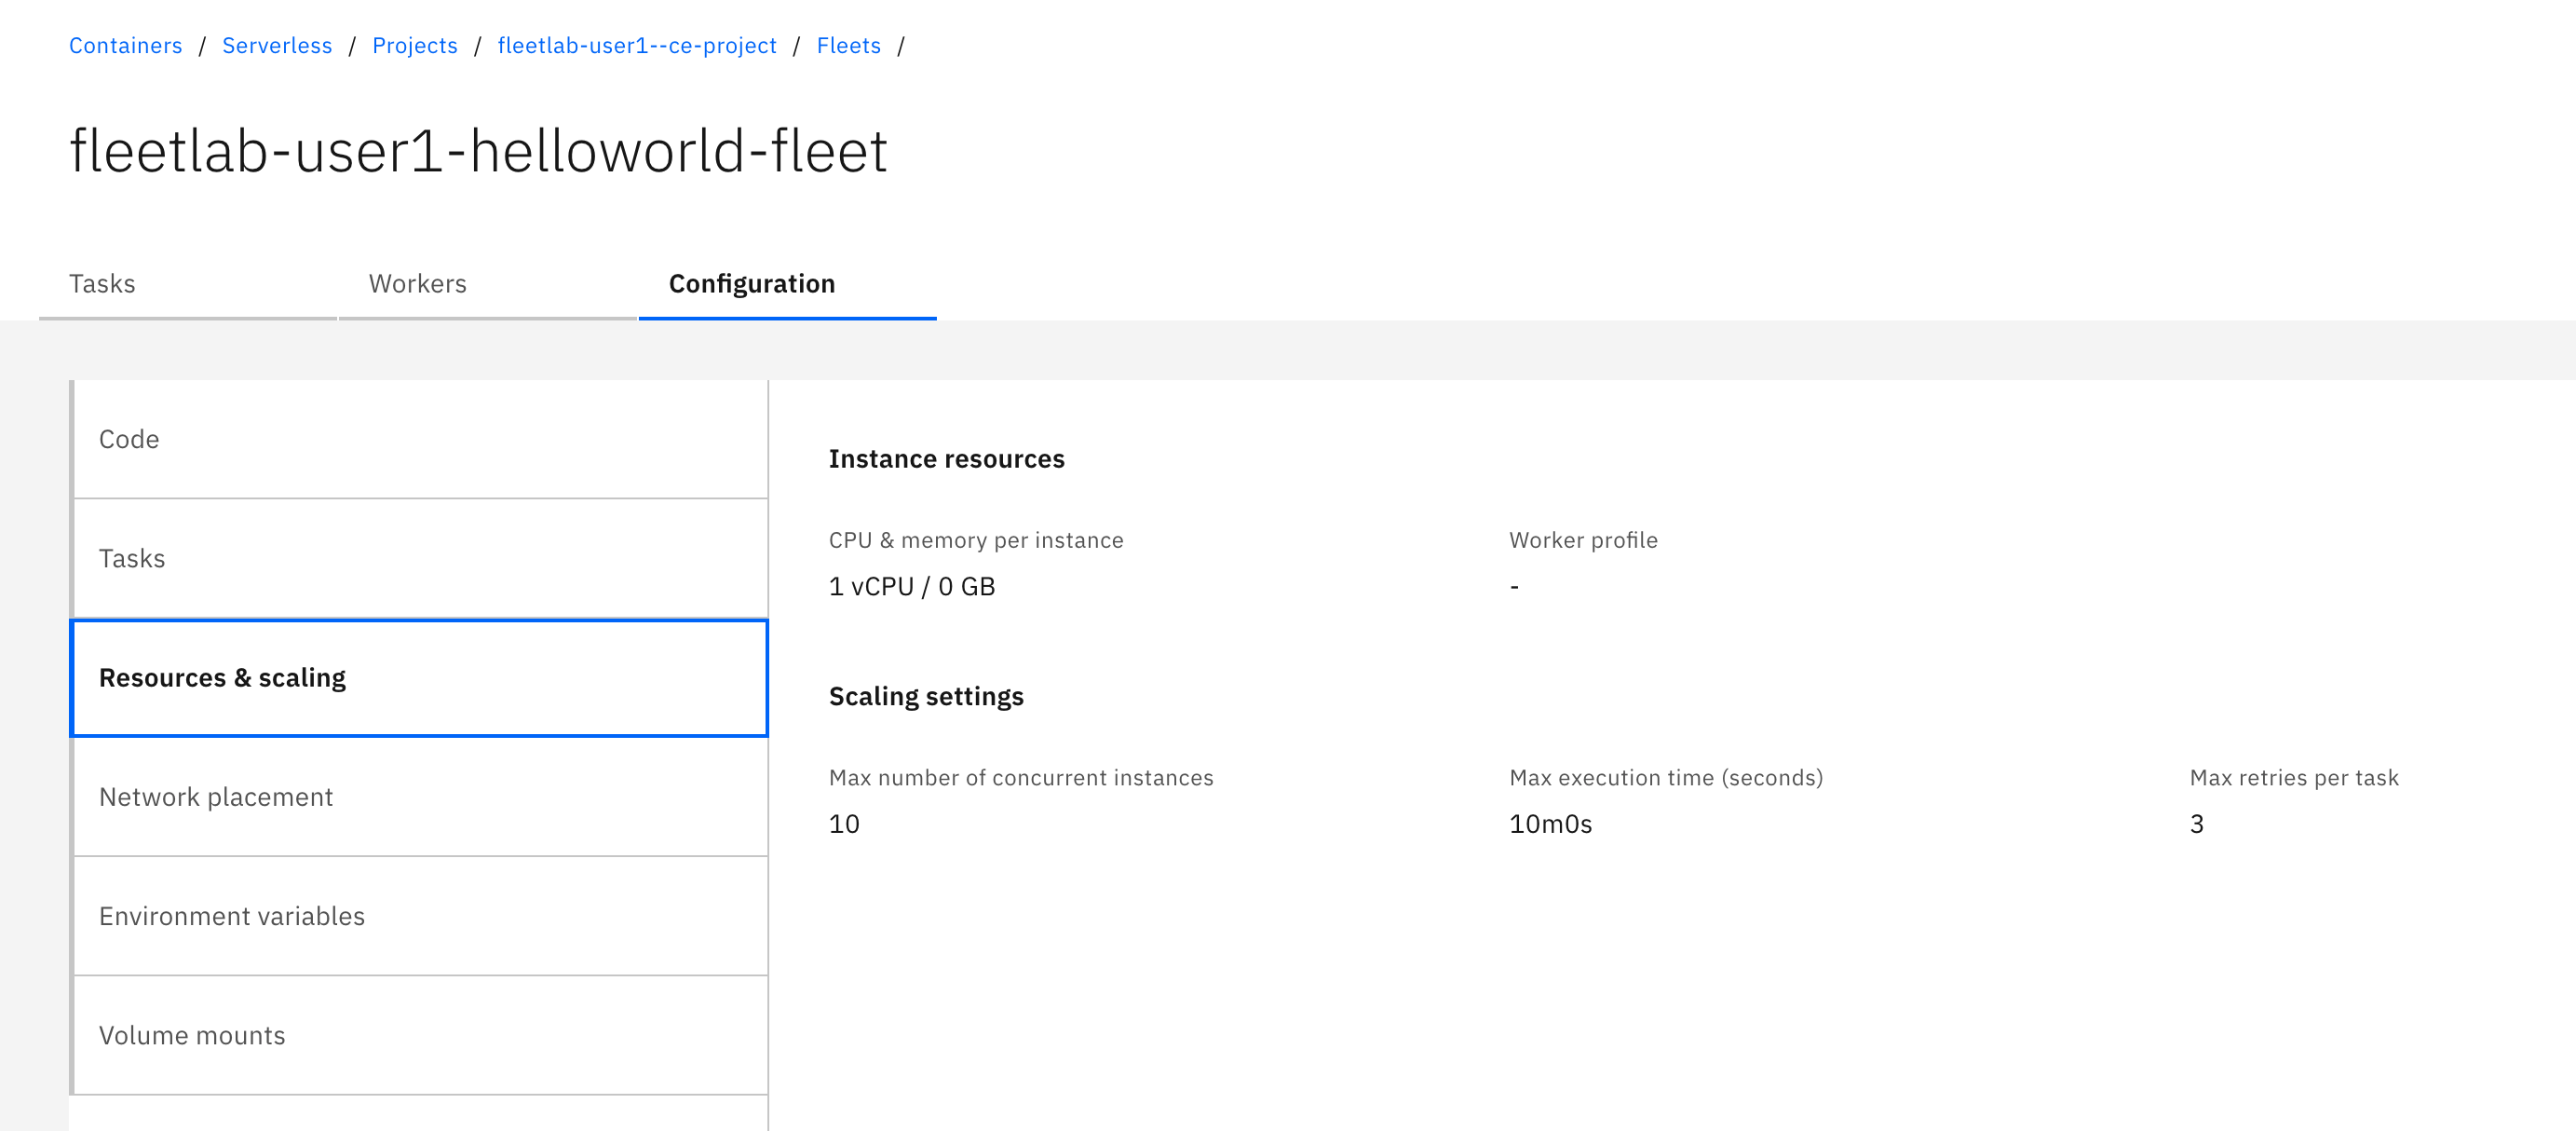 Containers / Serverless / Projects / fleetlab-user1--ce-project / Fleets /
fleetlab-user1-helloworld-fleet
Tasks Workers Configuration
Code
Tasks
Resources & scaling
Network placement
Environment variables
Volume mounts
Instance resources
CPU & memory per instance Worker profile
1 vCPU / 0 GB -
Scaling settings
Max number of concurrent instances Max execution time (seconds) Max retries per task
10 10m0s 3